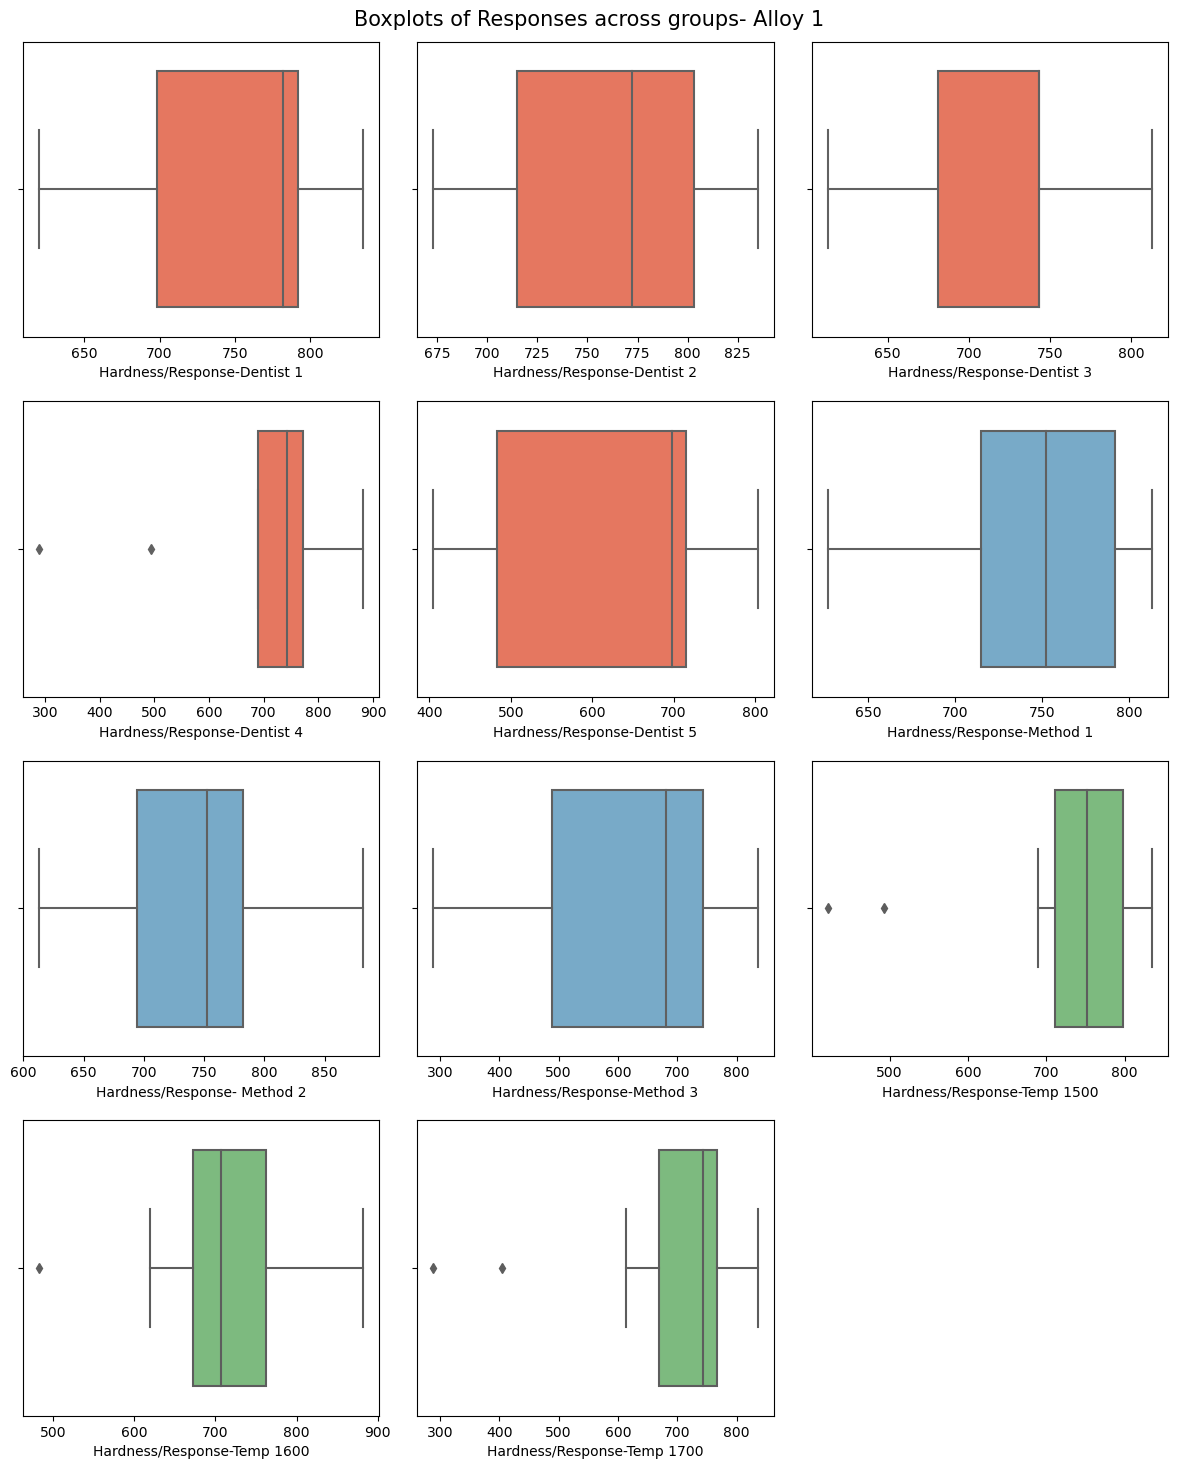 Boxplots of Responses across groups- Alloy 1
650 700 750 800
Hardness/Response-Dentist 1
675 700 725 750 775 800 825
Hardness/Response-Dentist 2
650 700 750 800
Hardness/Response-Dentist 3
300 400 500 600 700 800 900
Hardness/Response-Dentist 4
400 500 600 700 800
Hardness/Response-Dentist 5
650 700 750 800
Hardness/Response-Method 1
600 650 700 750 800 850
Hardness/Response- Method 2
300 400 500 600 700 800
Hardness/Response-Method 3
500 600 700 800
Hardness/Response-Temp 1500
500 600 700 800 900
Hardness/Response-Temp 1600
300 400 500 600 700 800
Hardness/Response-Temp 1700